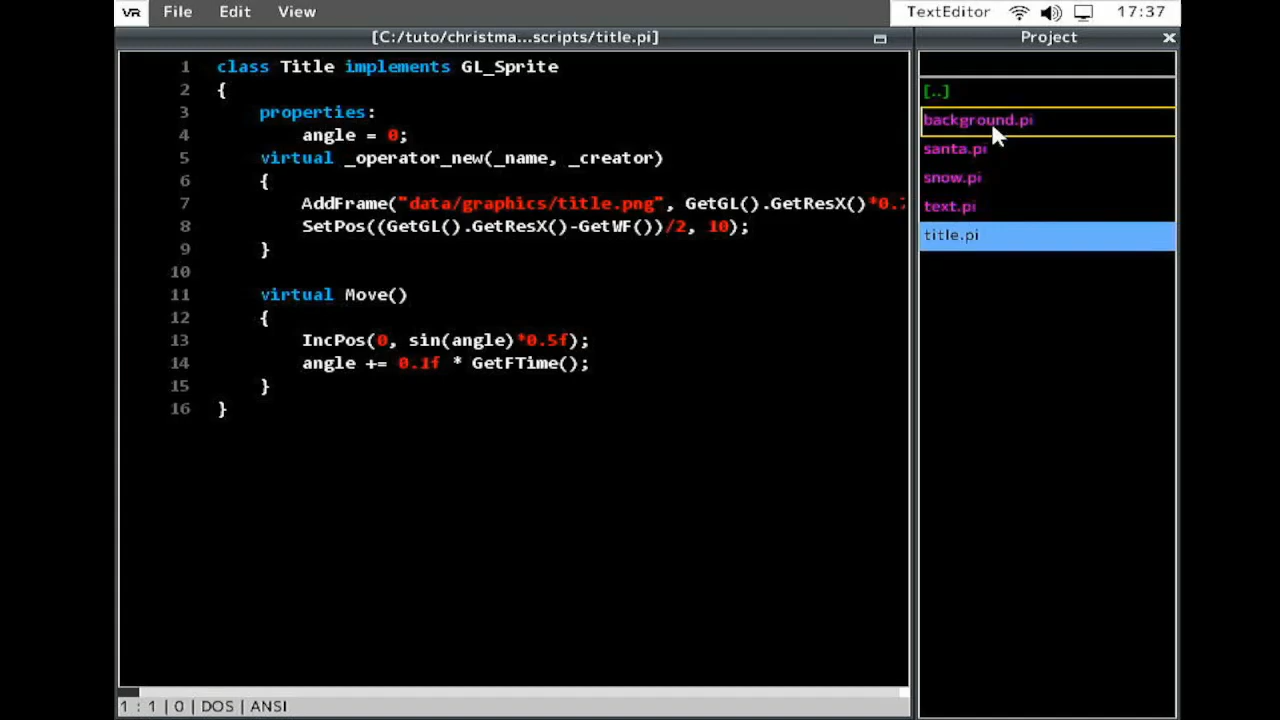 VR File Edit View TextEditor 17:37
[C:/tuto/christma...scripts/title.pi]
Project
1 class Title implements GL_Sprite
2 {
3 properties:
4 angle = 0;
5 virtual _operator_new(_name, _creator)
6 {
7 AddFrame("data/graphics/title.png", GetGL().GetResX()*0.7
8 SetPos((GetGL().GetResX()-GetWF())/2, 10);
9 }
10
11 virtual Move()
12 {
13 IncPos(0, sin(angle)*0.5f);
14 angle += 0.1f * GetFTime();
15 }
16 }
[..]
background.pi
santa.pi
snow.pi
text.pi
title.pi
1 : 1 | 0 | DOS | ANSI